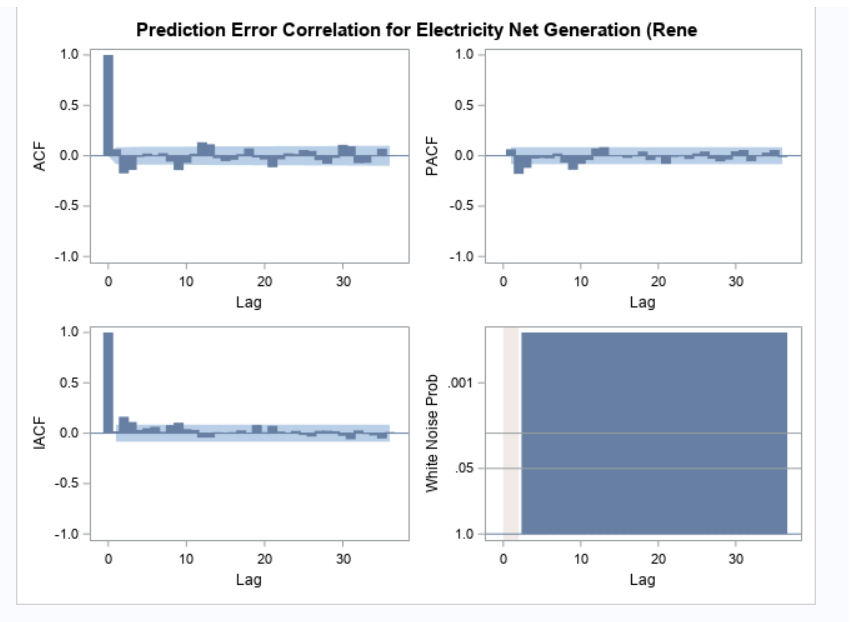 Prediction Error Correlation for Electricity Net Generation (Rene
1.0
0.5
0.0
-0.5
-1.0
ACF
0 10 20 30
Lag
1.0
0.5
0.0
-0.5
-1.0
PACF
0 10 20 30
Lag
1.0
0.5
0.0
-0.5
-1.0
IACF
0 10 20 30
Lag
.001
.05
1.0
White Noise Prob
0 10 20 30
Lag